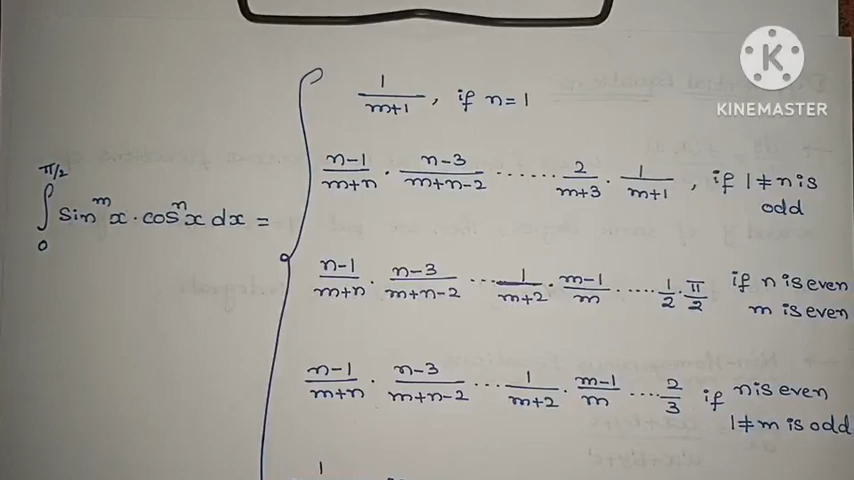 K
KINEMASTER
∫₀^{π/2} Sin^m x · cos^n x dx =
1/(m+1), if n = 1
(n-1)/(m+n) · (n-3)/(m+n-2) ...... 2/(m+3) · 1/(m+1), if 1 ≠ n is odd
(n-1)/(m+n) · (n-3)/(m+n-2) ... 1/(m+2) · (m-1)/m ..... 1/2 · π/2 if n is even m is even
(n-1)/(m+n) · (n-3)/(m+n-2) ... 1/(m+2) · (m-1)/m .... 2/3 if n is even 1 ≠ m is odd
1